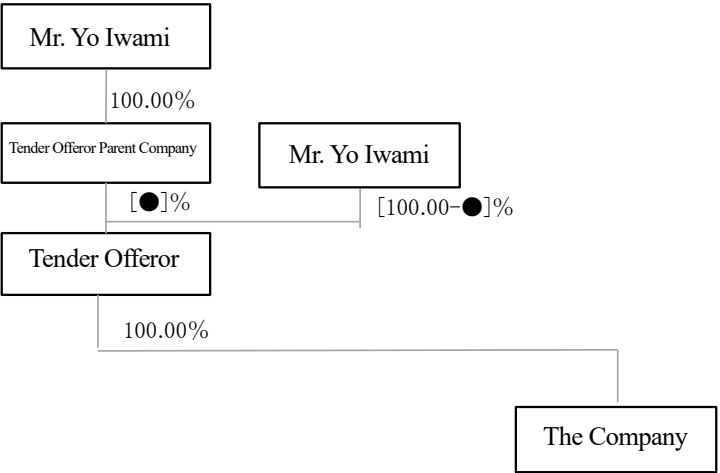 Mr. Yo Iwami
100.00%
Tender Offeror Parent Company
Mr. Yo Iwami
[●]%
[100.00-●]%
Tender Offeror
100.00%
The Company